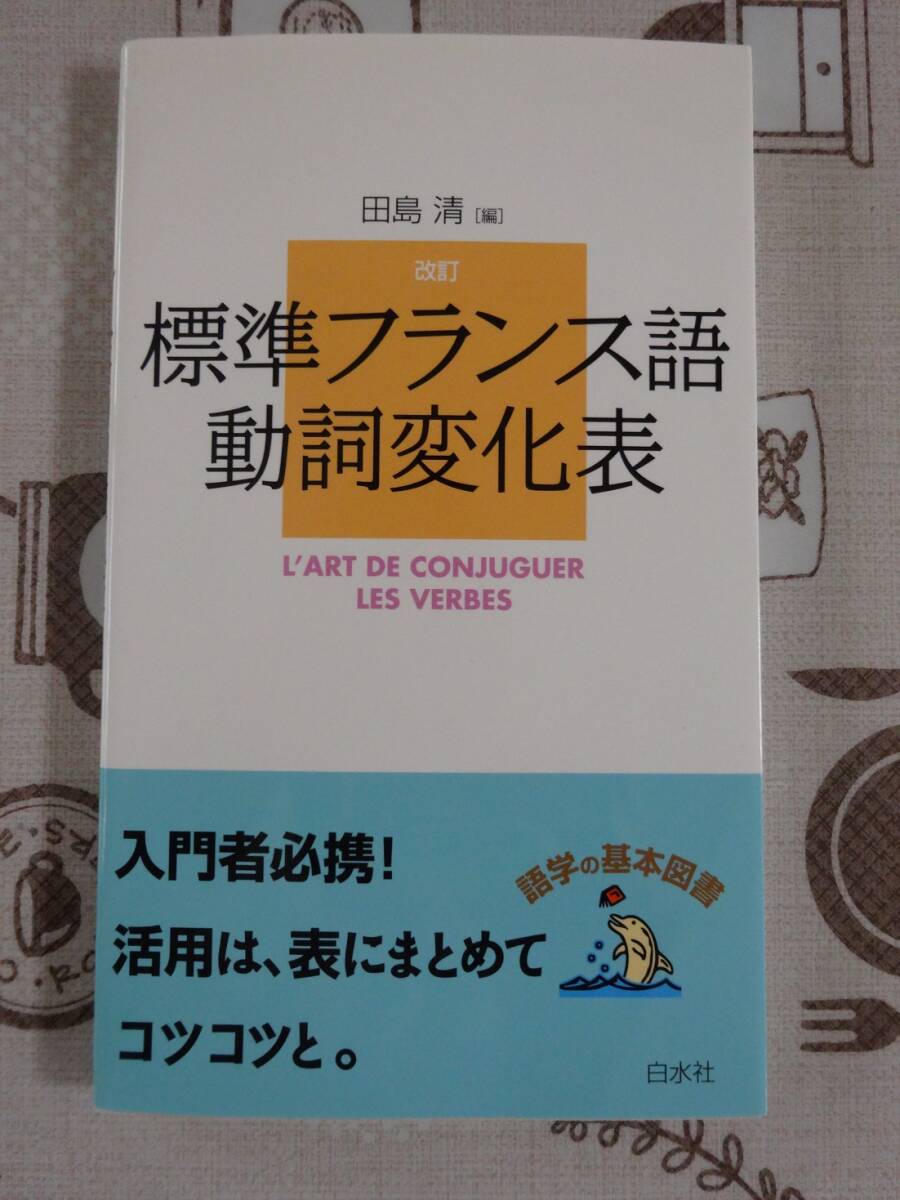 田島 清 [編]
改訂
標準フランス語
動詞変化表
L'ART DE CONJUGUER
LES VERBES
入門者必携!
活用は、表にまとめて
コツコツと。
語学の基本図書
白水社